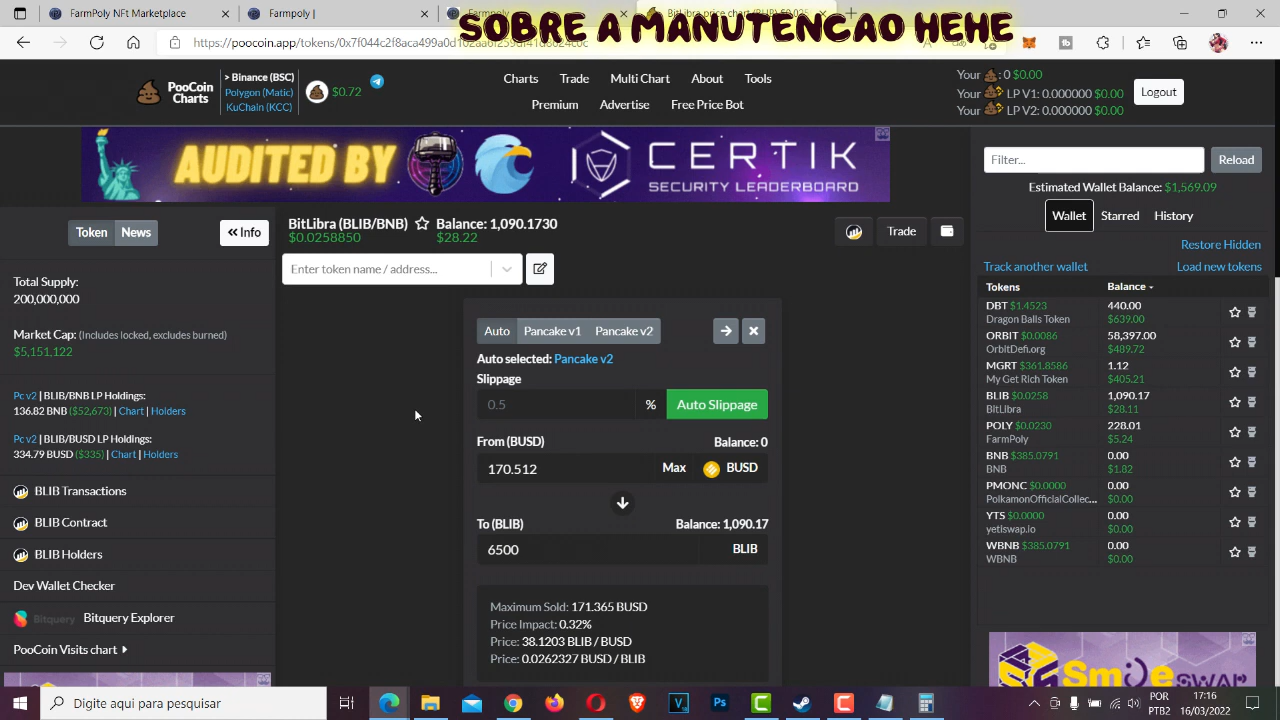 SOBRE A MANUTENCAO HEHE
Farmpoly
Farmpoly
Farmpoly
BitLibra price chart (BLIB) $0.025
https://poocoin.app
PooCoin
Charts
> Binance (BSC)
Polygon (Matic)
KuChain (KCC)
$0.72
Charts
Trade
Multi Chart
About
Tools
Premium
Advertise
Free Price Bot
Your : 0 $0.00
Your LP V1: 0.000000 $0.00
Your LP V2: 0.000000 $0.00
Logout
AUDITED BY
CERTIK
SECURITY LEADERBOARD
Token
News
Info
Total Supply:
200,000,000
Market Cap: (Includes locked, excludes burned)
$5,151,122
Pc v2 | BLIB/BNB LP Holdings:
136.82 BNB ($52,673) | Chart | Holders
Pc v2 | BLIB/BUSD LP Holdings:
334.79 BUSD ($335) | Chart | Holders
BLIB Transactions
BLIB Contract
BLIB Holders
Dev Wallet Checker
Bitquery Bitquery Explorer
PooCoin Visits chart
BitLibra (BLIB/BNB)
$0.0258850
Balance: 1,090.1730
$28.22
Trade
Enter token name / address...
Auto
Pancake v1
Pancake v2
Auto selected: Pancake v2
Slippage
0.5
%
Auto Slippage
From (BUSD)
Balance: 0
170.512
Max
BUSD
To (BLIB)
Balance: 1,090.17
6500
BLIB
Maximum Sold: 171.365 BUSD
Price Impact: 0.32%
Price: 38.1203 BLIB / BUSD
Price: 0.0262327 BUSD / BLIB
Filter...
Reload
Estimated Wallet Balance: $1,569.09
Wallet
Starred
History
Restore Hidden
Track another wallet
Load new tokens
Tokens
Balance
DBT $1.4523 440.00
Dragon Balls Token $639.00
ORBIT $0.0086 58,397.00
OrbitDefi.org $489.72
MGRT $361.8586 1.12
My Get Rich Token $405.21
BLIB $0.0258 1,090.17
BitLibra $28.11
POLY $0.0230 228.01
FarmPoly $5.24
BNB $385.0791 0.00
BNB $1.82
PMONC $0.0000 0.00
PolkamonOfficialCollec... $0.00
YTS $0.0000 0.00
yetiswap.io $0.00
WBNB $385.0791 0.00
WBNB $0.00
SmileSWAP
Digite aqui para pesquisar
POR
PTB2
17:16
16/03/2022